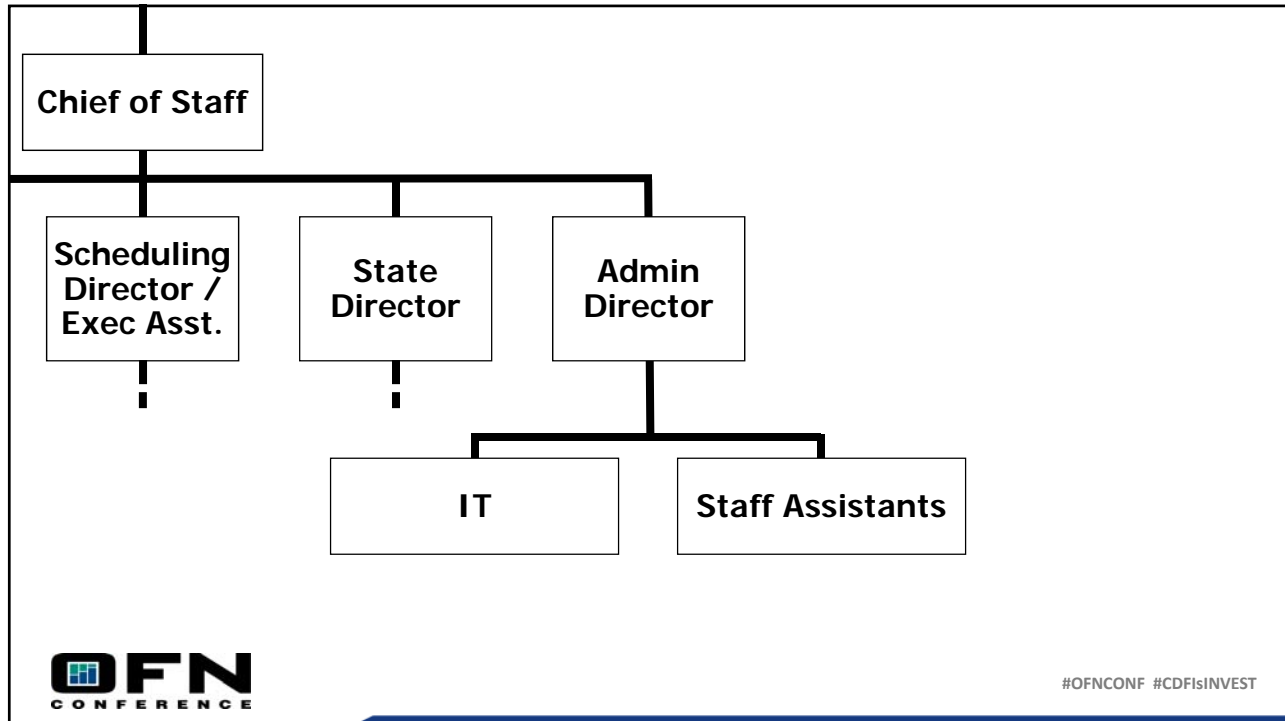 Chief of Staff
Scheduling
Director /
Exec Asst.
State
Director
Admin
Director
IT
Staff Assistants
OFN
CONFERENCE
#OFNCONF #CDFIsINVEST